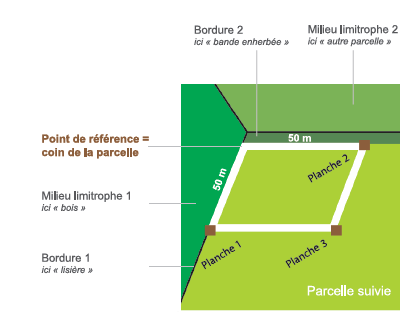 Bordure 2
ici « bande enherbée »
Milieu limitrophe 2
ici « autre parcelle »
Point de référence =
coin de la parcelle
50 m
50 m
Planche 2
Milieu limitrophe 1
ici « bois »
Bordure 1
ici « lisière »
Planche 1
Planche 3
Parcelle suivie